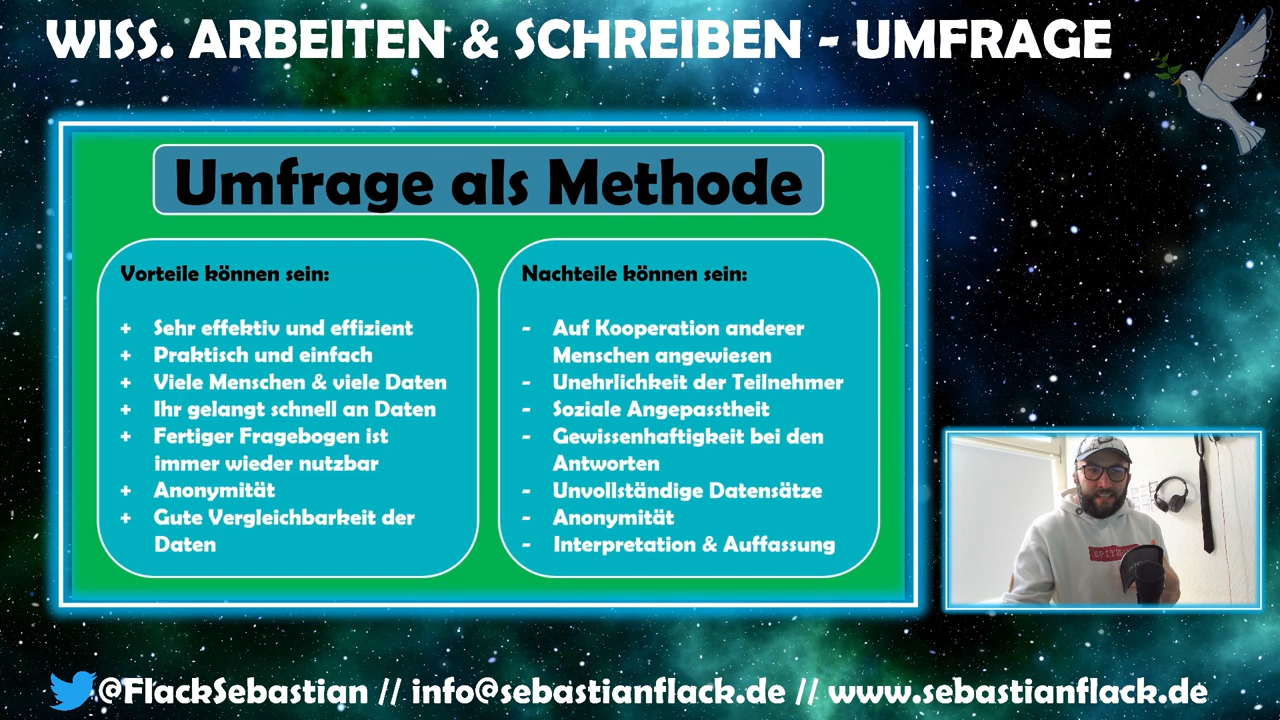 WISS. ARBEITEN & SCHREIBEN - UMFRAGE
Umfrage als Methode
Vorteile können sein:
+ Sehr effektiv und effizient
+ Praktisch und einfach
+ Viele Menschen & viele Daten
+ Ihr gelangt schnell an Daten
+ Fertiger Fragebogen ist
immer wieder nutzbar
+ Anonymität
+ Gute Vergleichbarkeit der
Daten
Nachteile können sein:
- Auf Kooperation anderer
Menschen angewiesen
- Unehrlichkeit der Teilnehmer
- Soziale Angepasstheit
- Gewissenhaftigkeit bei den
Antworten
- Unvollständige Datensätze
- Anonymität
- Interpretation & Auffassung
@FlackSebastian // info@sebastianflack.de // www.sebastianflack.de